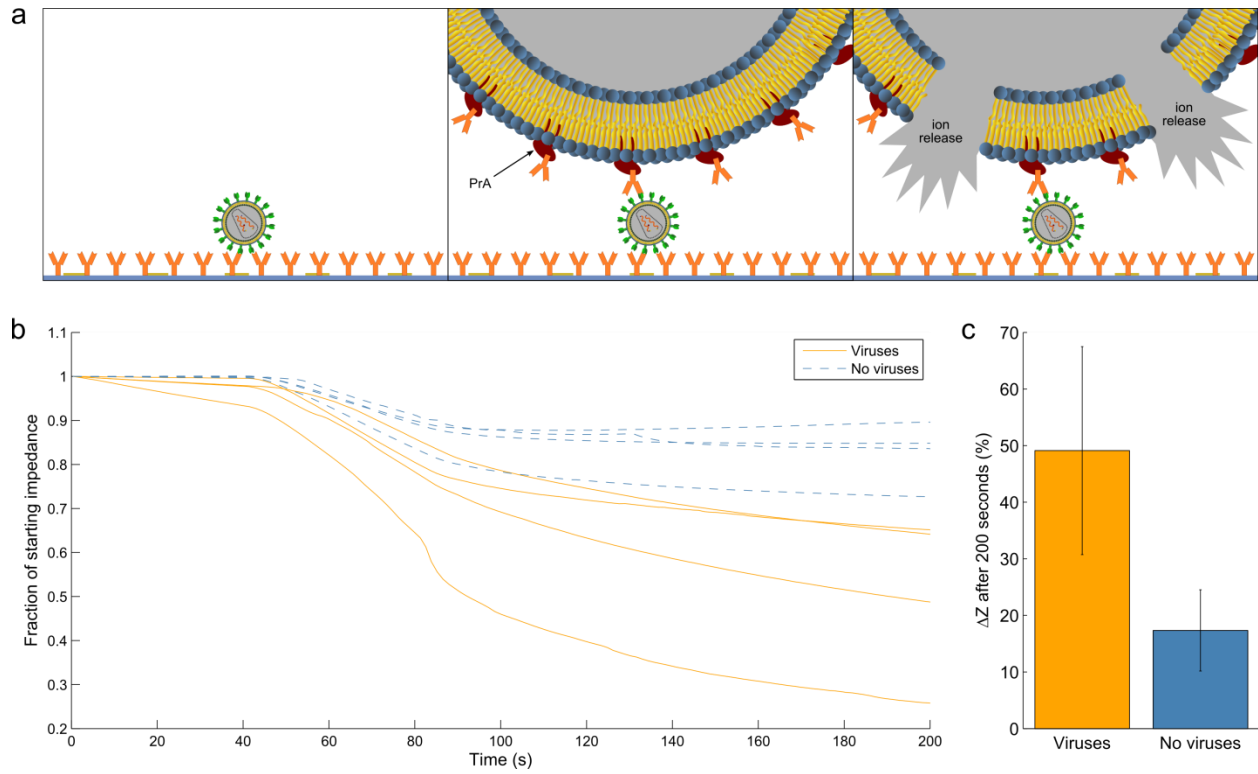 a
PrA
ion
release
ion
release
b
1.1
1
0.9
0.8
0.7
0.6
0.5
0.4
0.3
0.2
Fraction of starting impedance
0
20
40
60
80
100
120
140
160
180
200
Time (s)
Viruses
No viruses
c
70
60
50
40
30
20
10
0
ΔZ after 200 seconds (%)
Viruses
No viruses